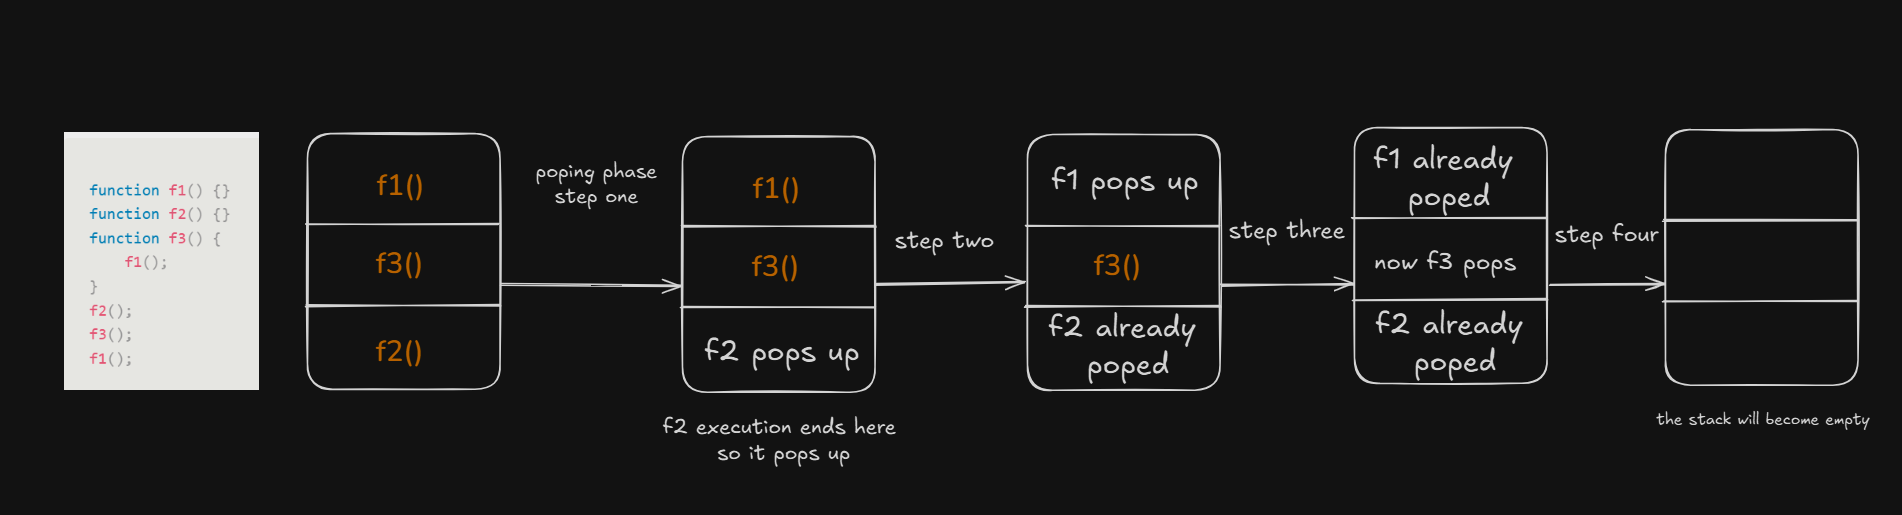 function f1() {}
function f2() {}
function f3() {
f1();
}
f2();
f3();
f1();
f1()
f3()
f2()
poping phase
step one
f1()
f3()
f2 pops up
f2 execution ends here
so it pops up
step two
f1 pops up
f3()
f2 already
poped
step three
f1 already
poped
now f3 pops
f2 already
poped
step four
the stack will become empty